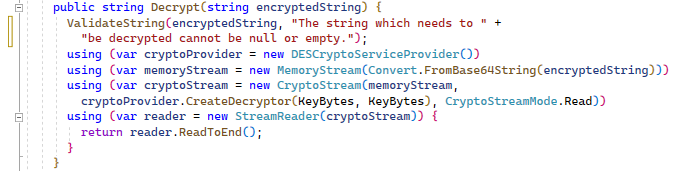 public string Decrypt(string encryptedString) {
ValidateString(encryptedString, "The string which needs to " +
"be decrypted cannot be null or empty.");
using (var cryptoProvider = new DESCryptoServiceProvider())
using (var memoryStream = new MemoryStream(Convert.FromBase64String(encryptedString)))
using (var cryptoStream = new CryptoStream(memoryStream,
cryptoProvider.CreateDecryptor(KeyBytes, KeyBytes), CryptoStreamMode.Read))
using (var reader = new StreamReader(cryptoStream)) {
return reader.ReadToEnd();
}
}